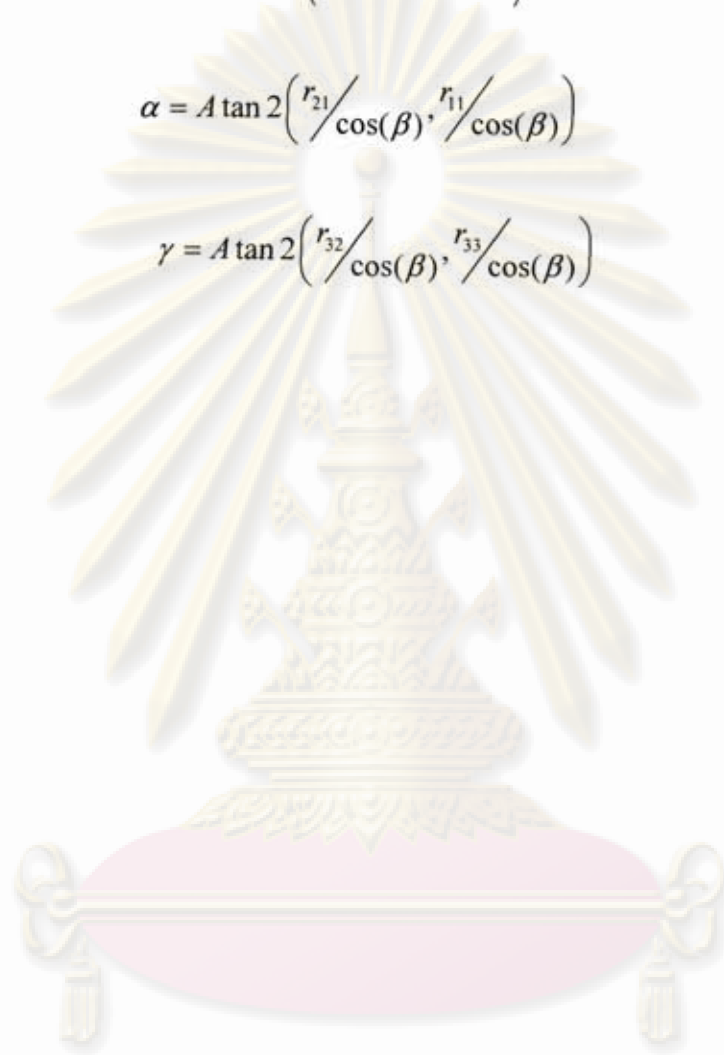 α = A tan 2(r₂₁/cos(β), r₁₁/cos(β))
γ = A tan 2(r₃₂/cos(β), r₃₃/cos(β))